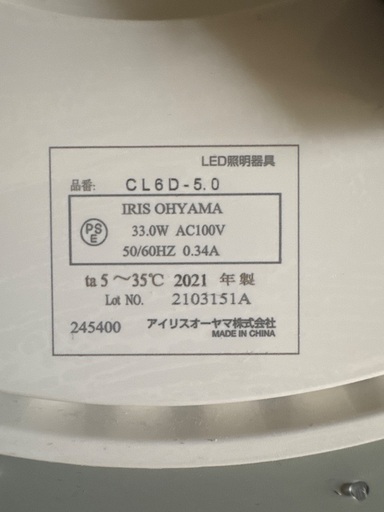 LED照明器具
品番: CL6D-5.0
PSE
IRIS OHYAMA
33.0W AC100V
50/60HZ 0.34A
ta 5 ～35℃ 2021 年 製
Lot NO. 2103151A
245400 アイリスオーヤマ株式会社
MADE IN CHINA